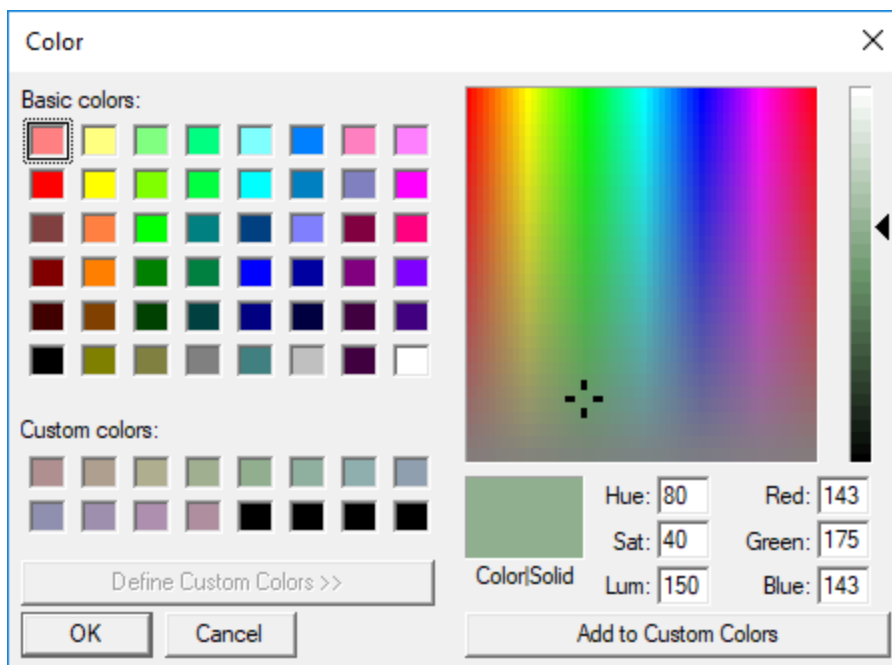 Color
Basic colors:
Custom colors:
Define Custom Colors >>
OK Cancel
Color|Solid
Hue: 80 Red: 143
Sat: 40 Green: 175
Lum: 150 Blue: 143
Add to Custom Colors